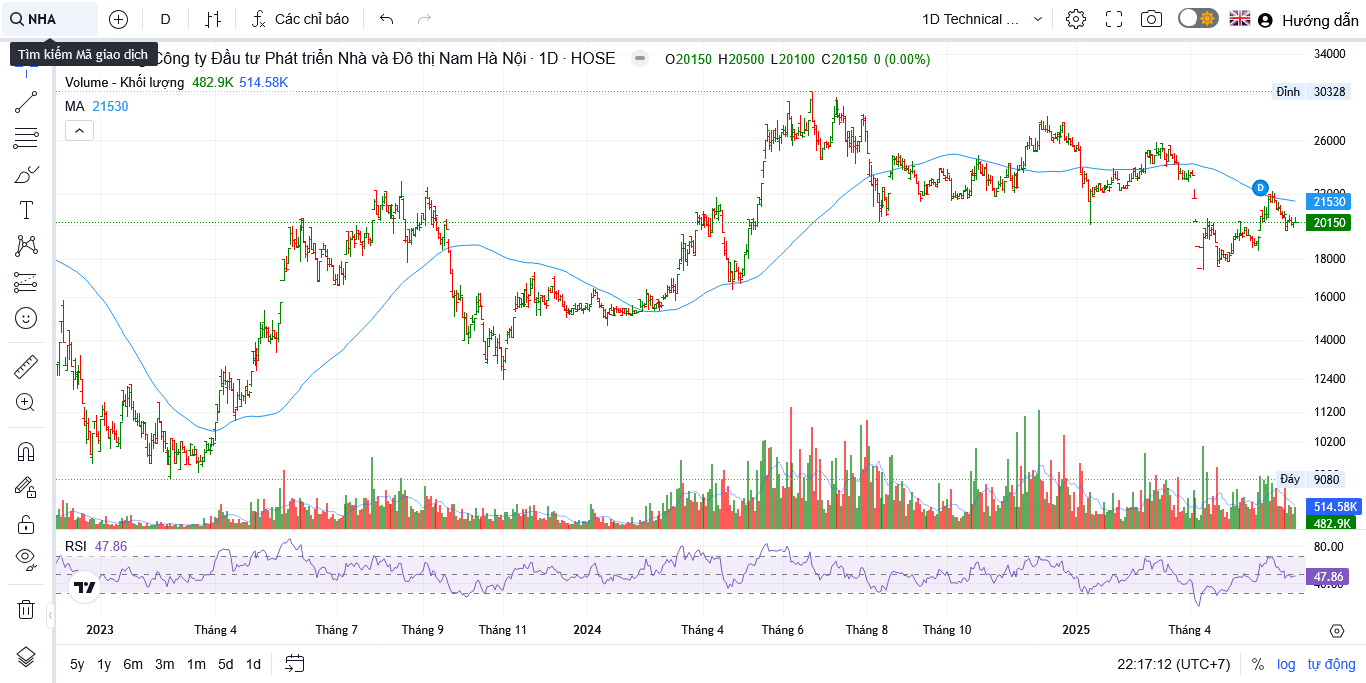 NHA
D
Các chỉ báo
1D Technical ...
Hướng dẫn
Tìm kiếm Mã giao dịch
Công ty Đầu tư Phát triển Nhà và Đô thị Nam Hà Nội · 1D · HOSE
O20150 H20500 L20100 C20150 0 (0.00%)
Volume - Khối lượng 482.9K 514.58K
MA 21530
34000
Đỉnh 30328
26000
22000
D
21530
20150
18000
16000
14000
12400
11200
10200
Đáy 9080
514.58K
482.9K
RSI 47.86
80.00
47.86
40.00
2023
Tháng 4
Tháng 7
Tháng 9
Tháng 11
2024
Tháng 4
Tháng 6
Tháng 8
Tháng 10
2025
Tháng 4
5y 1y 6m 3m 1m 5d 1d
22:17:12 (UTC+7)
% log tự động